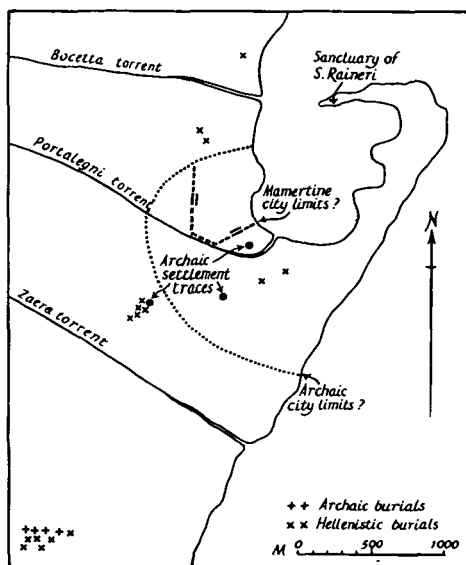 Bocetta torrent
Sanctuary of
S. Raineri
Portalegni torrent
Mamertine
city limits ?
N
Archaic
settlement
traces
Zaera torrent
Archaic
city limits ?
+ + Archaic burials
x x Hellenistic burials
M 0 500 1000